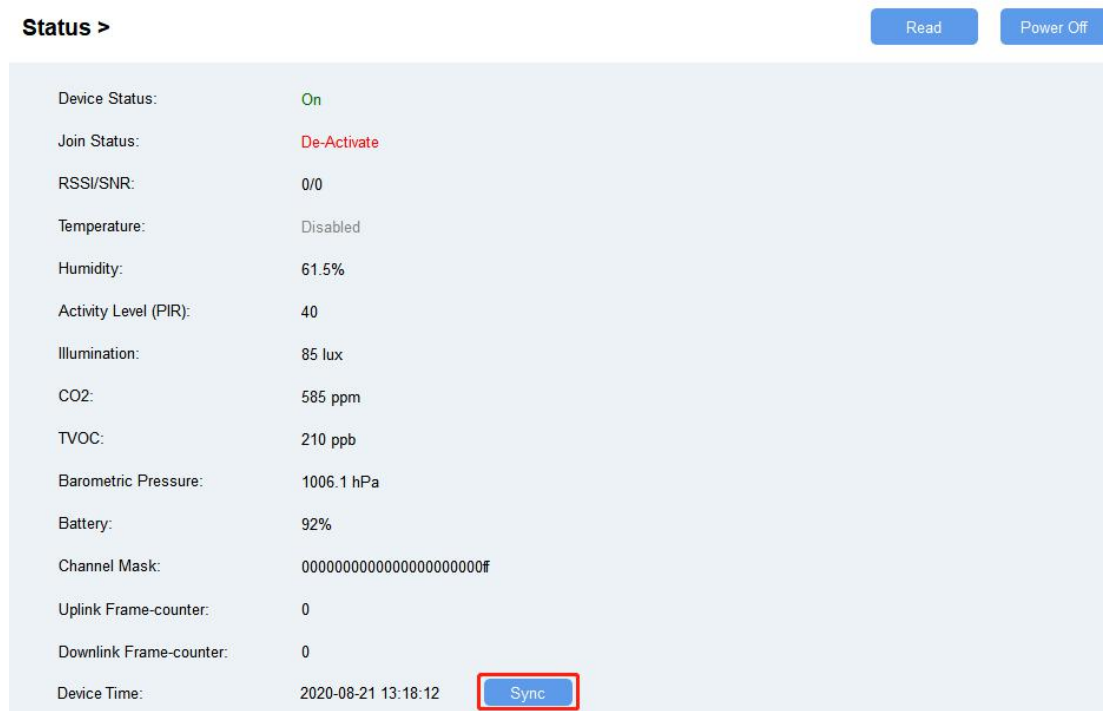 Status >
Read
Power Off
Device Status: On
Join Status: De-Activate
RSSI/SNR: 0/0
Temperature: Disabled
Humidity: 61.5%
Activity Level (PIR): 40
Illumination: 85 lux
CO2: 585 ppm
TVOC: 210 ppb
Barometric Pressure: 1006.1 hPa
Battery: 92%
Channel Mask: 0000000000000000000000ff
Uplink Frame-counter: 0
Downlink Frame-counter: 0
Device Time: 2020-08-21 13:18:12 Sync